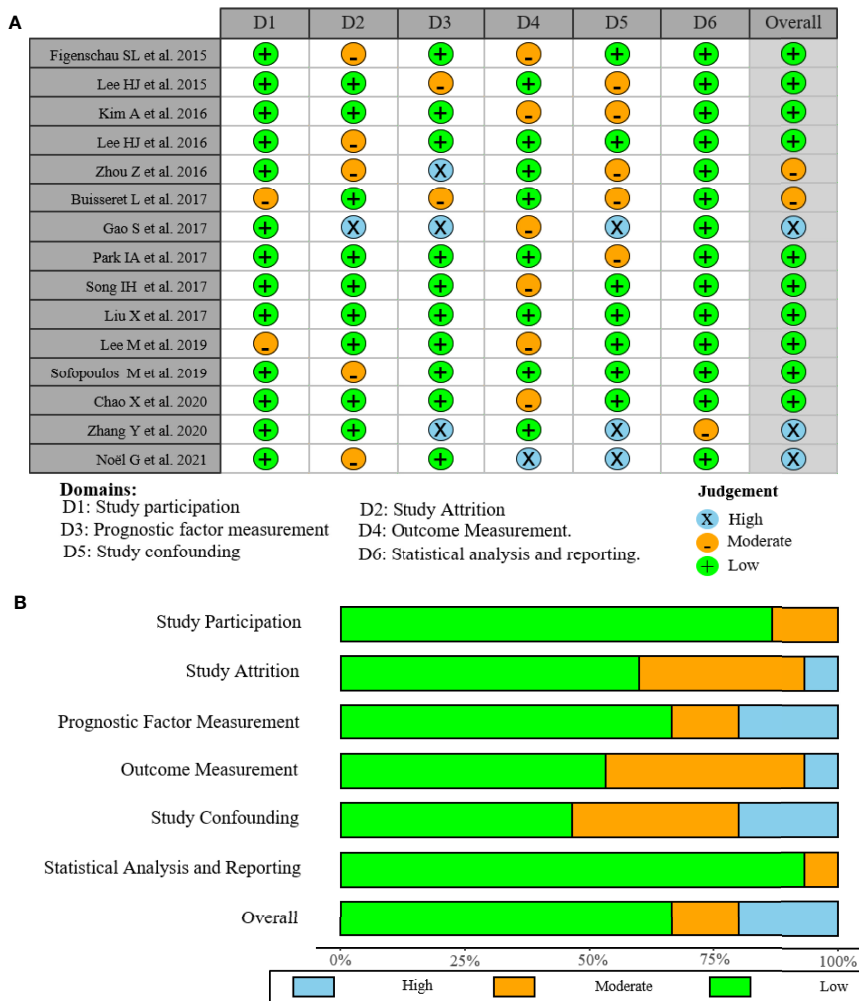 A
D1 D2 D3 D4 D5 D6 Overall
Figenschau SL et al. 2015 + - + - + + +
Lee HJ et al. 2015 + + - + - + +
Kim A et al. 2016 + + + - - + +
Lee HJ et al. 2016 + - + + + + +
Zhou Z et al. 2016 + - X + - + -
Buisseret L et al. 2017 - + - + - + -
Gao S et al. 2017 + X X - X + X
Park IA et al. 2017 + + + + - + +
Song IH et al. 2017 + + + - + + +
Liu X et al. 2017 + + + + + + +
Lee M et al. 2019 - + + - + + +
Sofopoulos M et al. 2019 + - + + + + +
Chao X et al. 2020 + + + - + + +
Zhang Y et al. 2020 + + X + X - X
Noël G et al. 2021 + - + X X + X
Domains:
D1: Study participation
D2: Study Attrition
D3: Prognostic factor measurement
D4: Outcome Measurement.
D5: Study confounding
D6: Statistical analysis and reporting.
Judgement
X High
- Moderate
+ Low
B
Study Participation
Study Attrition
Prognostic Factor Measurement
Outcome Measurement
Study Confounding
Statistical Analysis and Reporting
Overall
0% 25% 50% 75% 100%
High Moderate Low